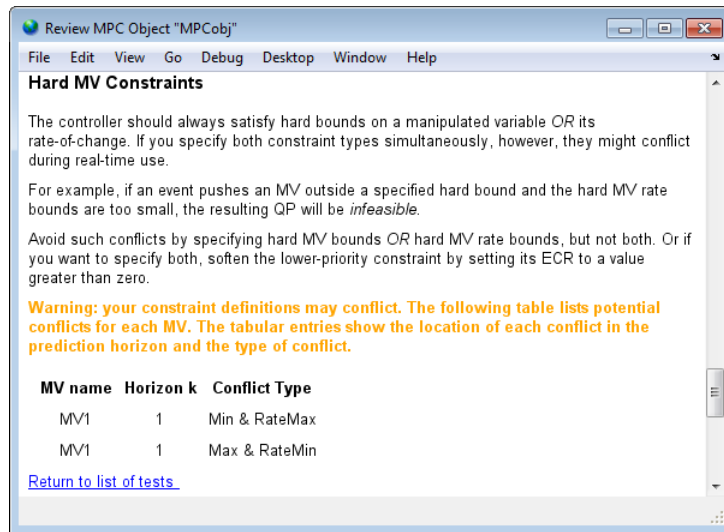 Review MPC Object "MPCobj"
File Edit View Go Debug Desktop Window Help
Hard MV Constraints
The controller should always satisfy hard bounds on a manipulated variable OR its
rate-of-change. If you specify both constraint types simultaneously, however, they might conflict
during real-time use.
For example, if an event pushes an MV outside a specified hard bound and the hard MV rate
bounds are too small, the resulting QP will be infeasible.
Avoid such conflicts by specifying hard MV bounds OR hard MV rate bounds, but not both. Or if
you want to specify both, soften the lower-priority constraint by setting its ECR to a value
greater than zero.
Warning: your constraint definitions may conflict. The following table lists potential
conflicts for each MV. The tabular entries show the location of each conflict in the
prediction horizon and the type of conflict.
MV name Horizon k Conflict Type
MV1 1 Min & RateMax
MV1 1 Max & RateMin
Return to list of tests